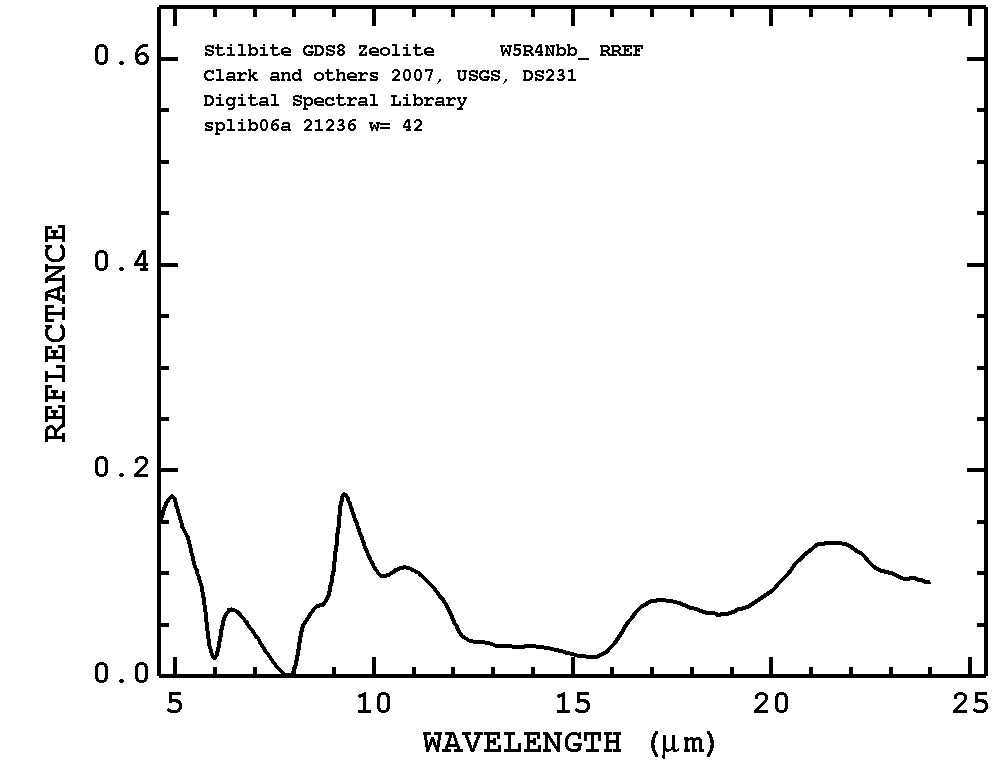 Stilbite GDS8 Zeolite W5R4Nbb_ RREF
Clark and others 2007, USGS, DS231
Digital Spectral Library
splib06a 21236 w= 42
REFLECTANCE
0.6
0.4
0.2
0.0
5 10 15 20 25
WAVELENGTH (μm)